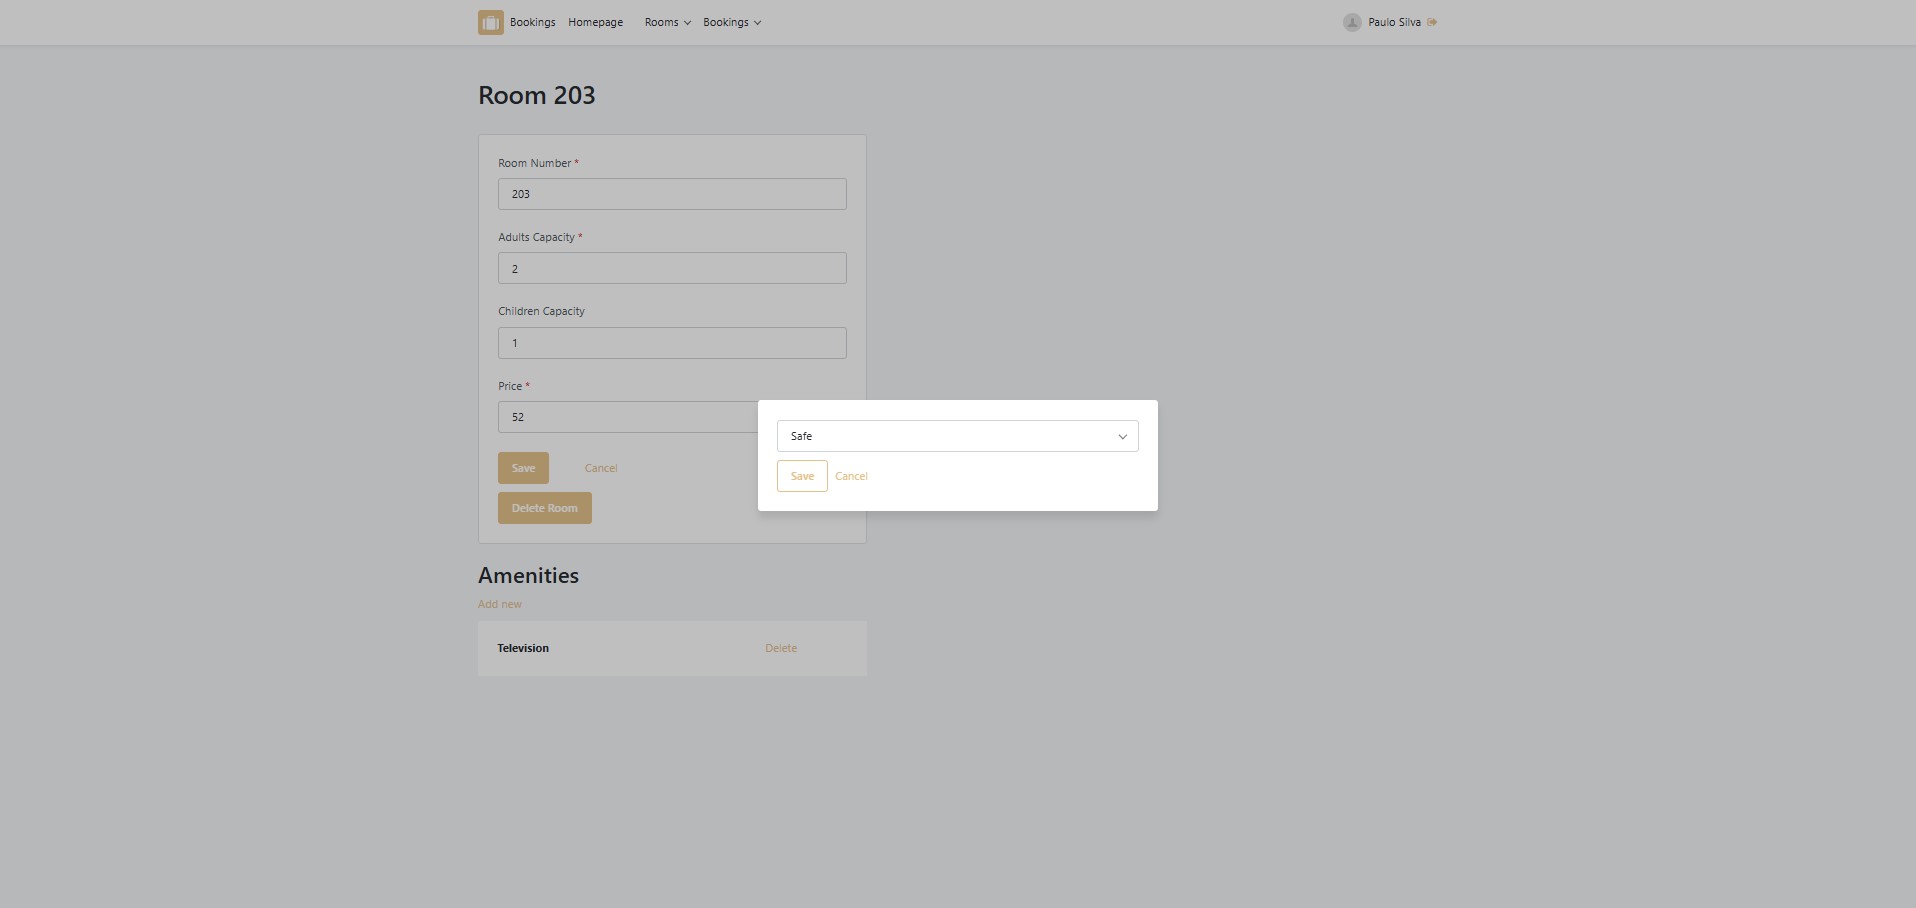 Bookings Homepage Rooms Bookings Paulo Silva
Room 203
Room Number *
203
Adults Capacity *
2
Children Capacity
1
Price *
52
Save Cancel
Delete Room
Safe
Save Cancel
Amenities
Add new
Television Delete